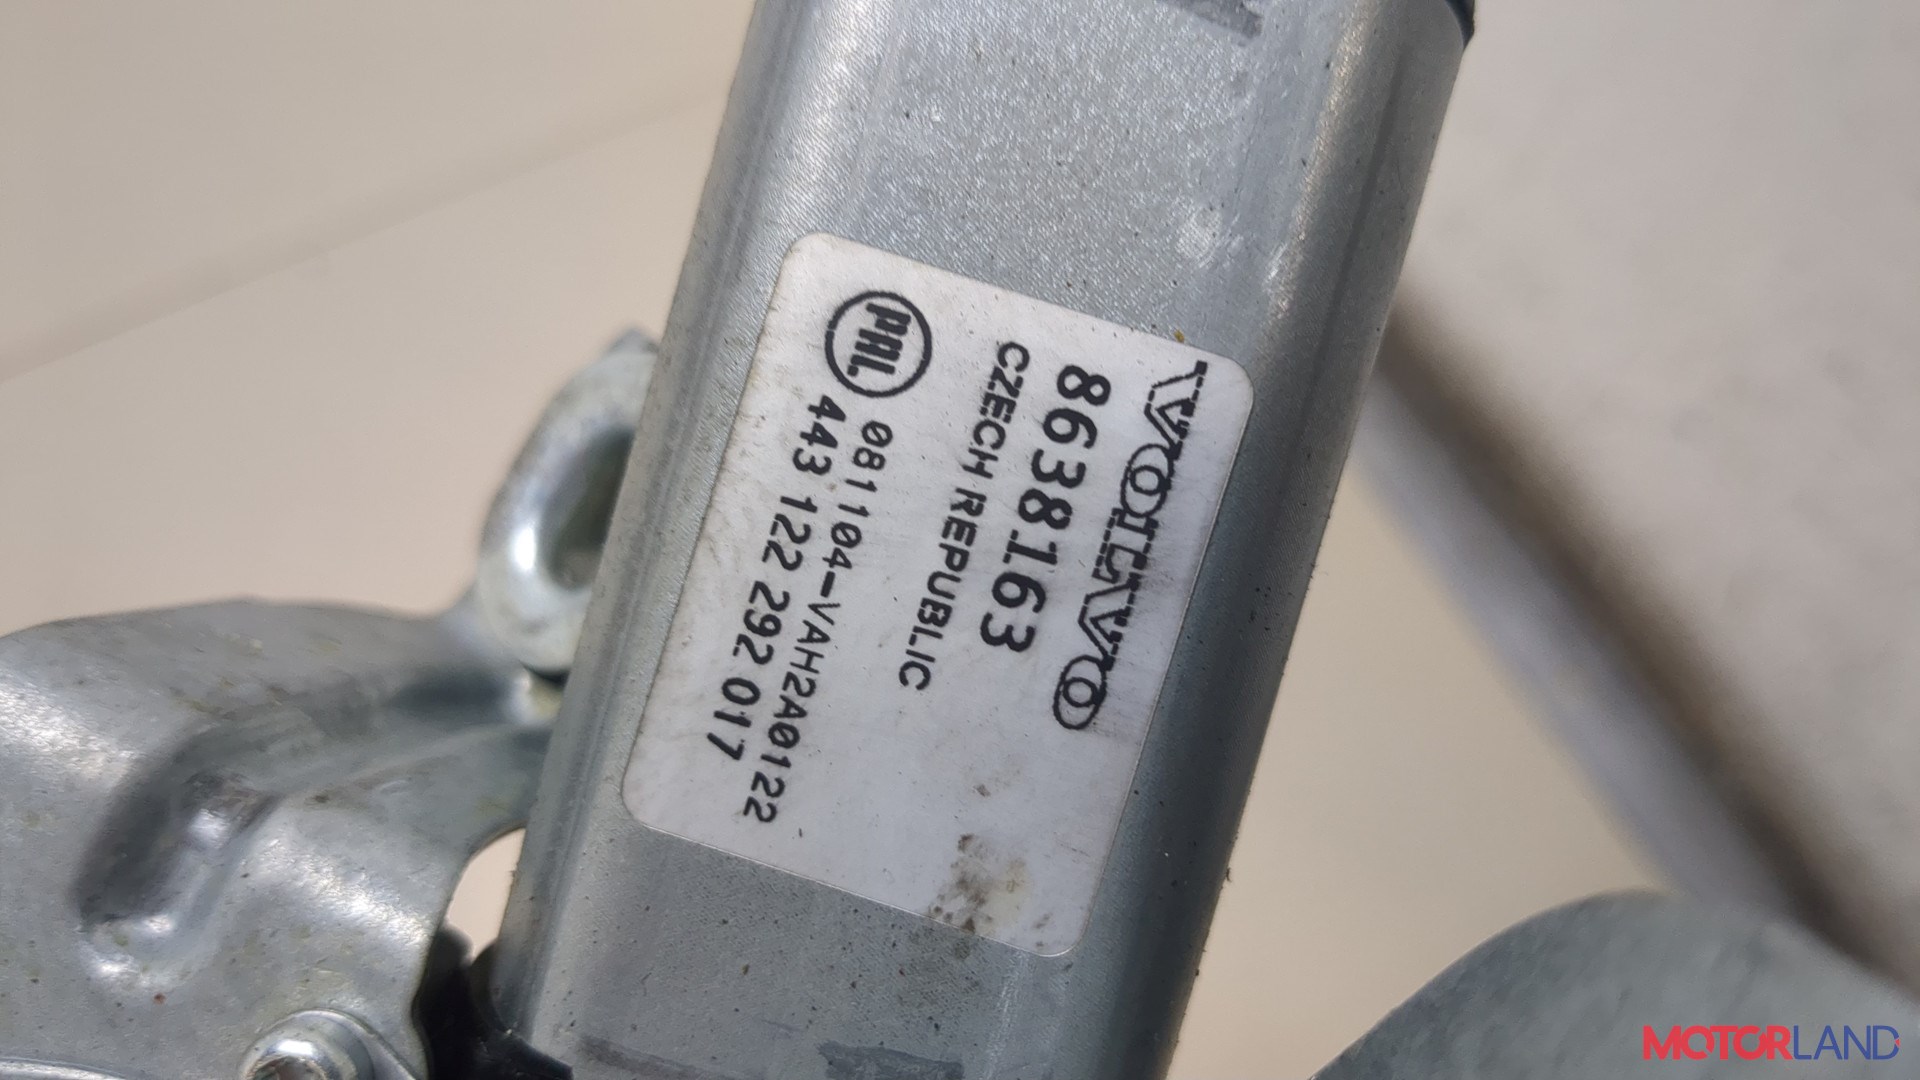 VOLVO
8638163
CZECH REPUBLIC
PAL
081104-VAH2A0122
443 122 292 017
MOTORLAND